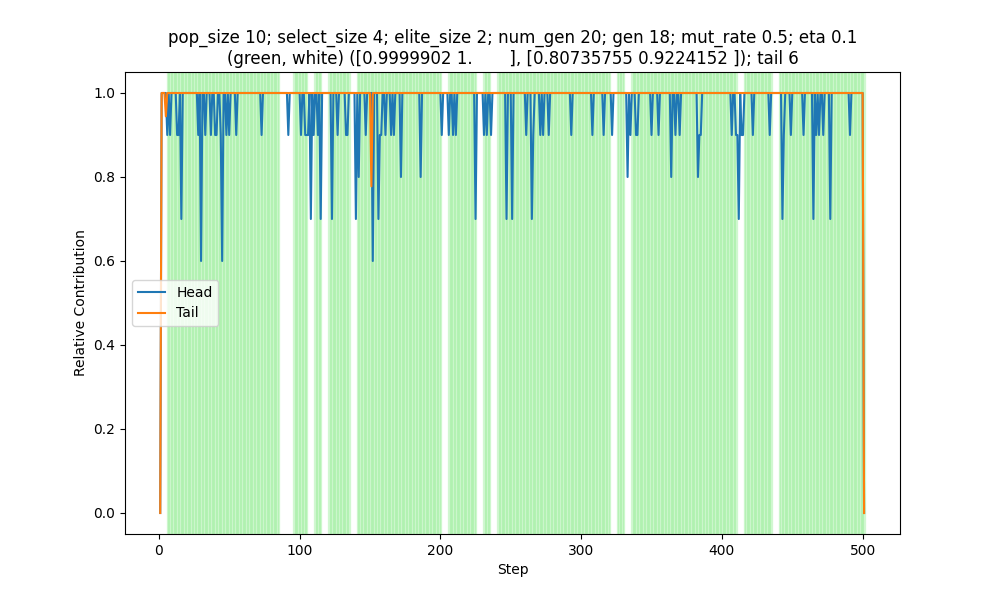 pop_size 10; select_size 4; elite_size 2; num_gen 20; gen 18; mut_rate 0.5; eta 0.1
(green, white) ([0.9999902 1.       ], [0.80735755 0.9224152 ]); tail 6
1.0
0.8
0.6
0.4
0.2
0.0
Relative Contribution
Head
Tail
0
100
200
300
400
500
Step